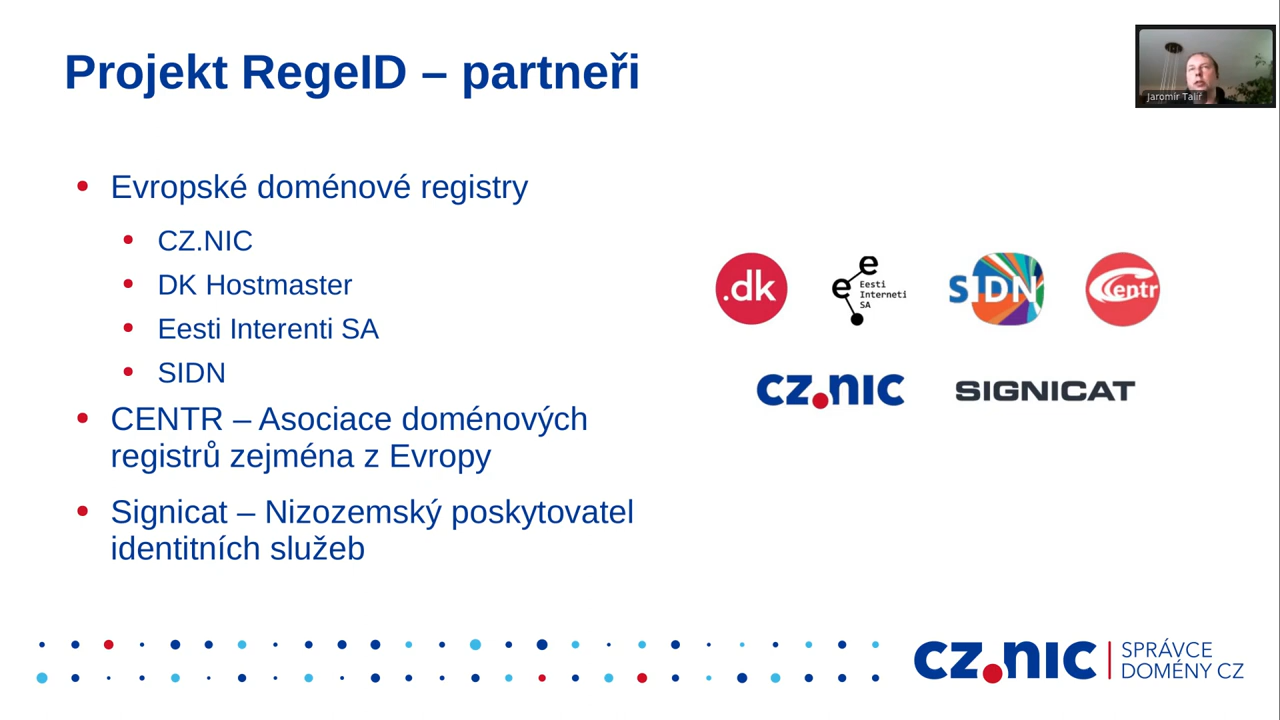 Projekt RegeID – partneři
Jaromír Talíř
Evropské doménové registry
CZ.NIC
DK Hostmaster
Eesti Interenti SA
SIDN
CENTR – Asociace doménových
registrů zejména z Evropy
Signicat – Nizozemský poskytovatel
identitních služeb
.dk
e
e
Eesti
Interneti
SA
SIDN
Centr
CZ.NIC
SIGNICAT
CZ.NIC
SPRÁVCE
DOMÉNY CZ